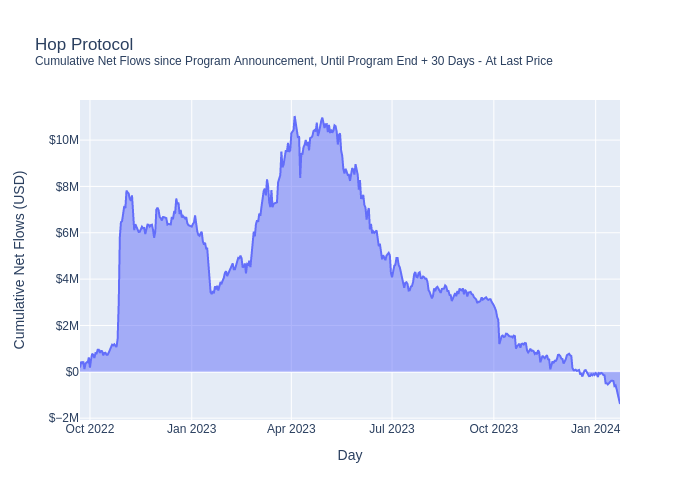 Hop Protocol
Cumulative Net Flows since Program Announcement, Until Program End + 30 Days - At Last Price
Cumulative Net Flows (USD)
$10M
$8M
$6M
$4M
$2M
$0
$−2M
Oct 2022
Jan 2023
Apr 2023
Jul 2023
Oct 2023
Jan 2024
Day